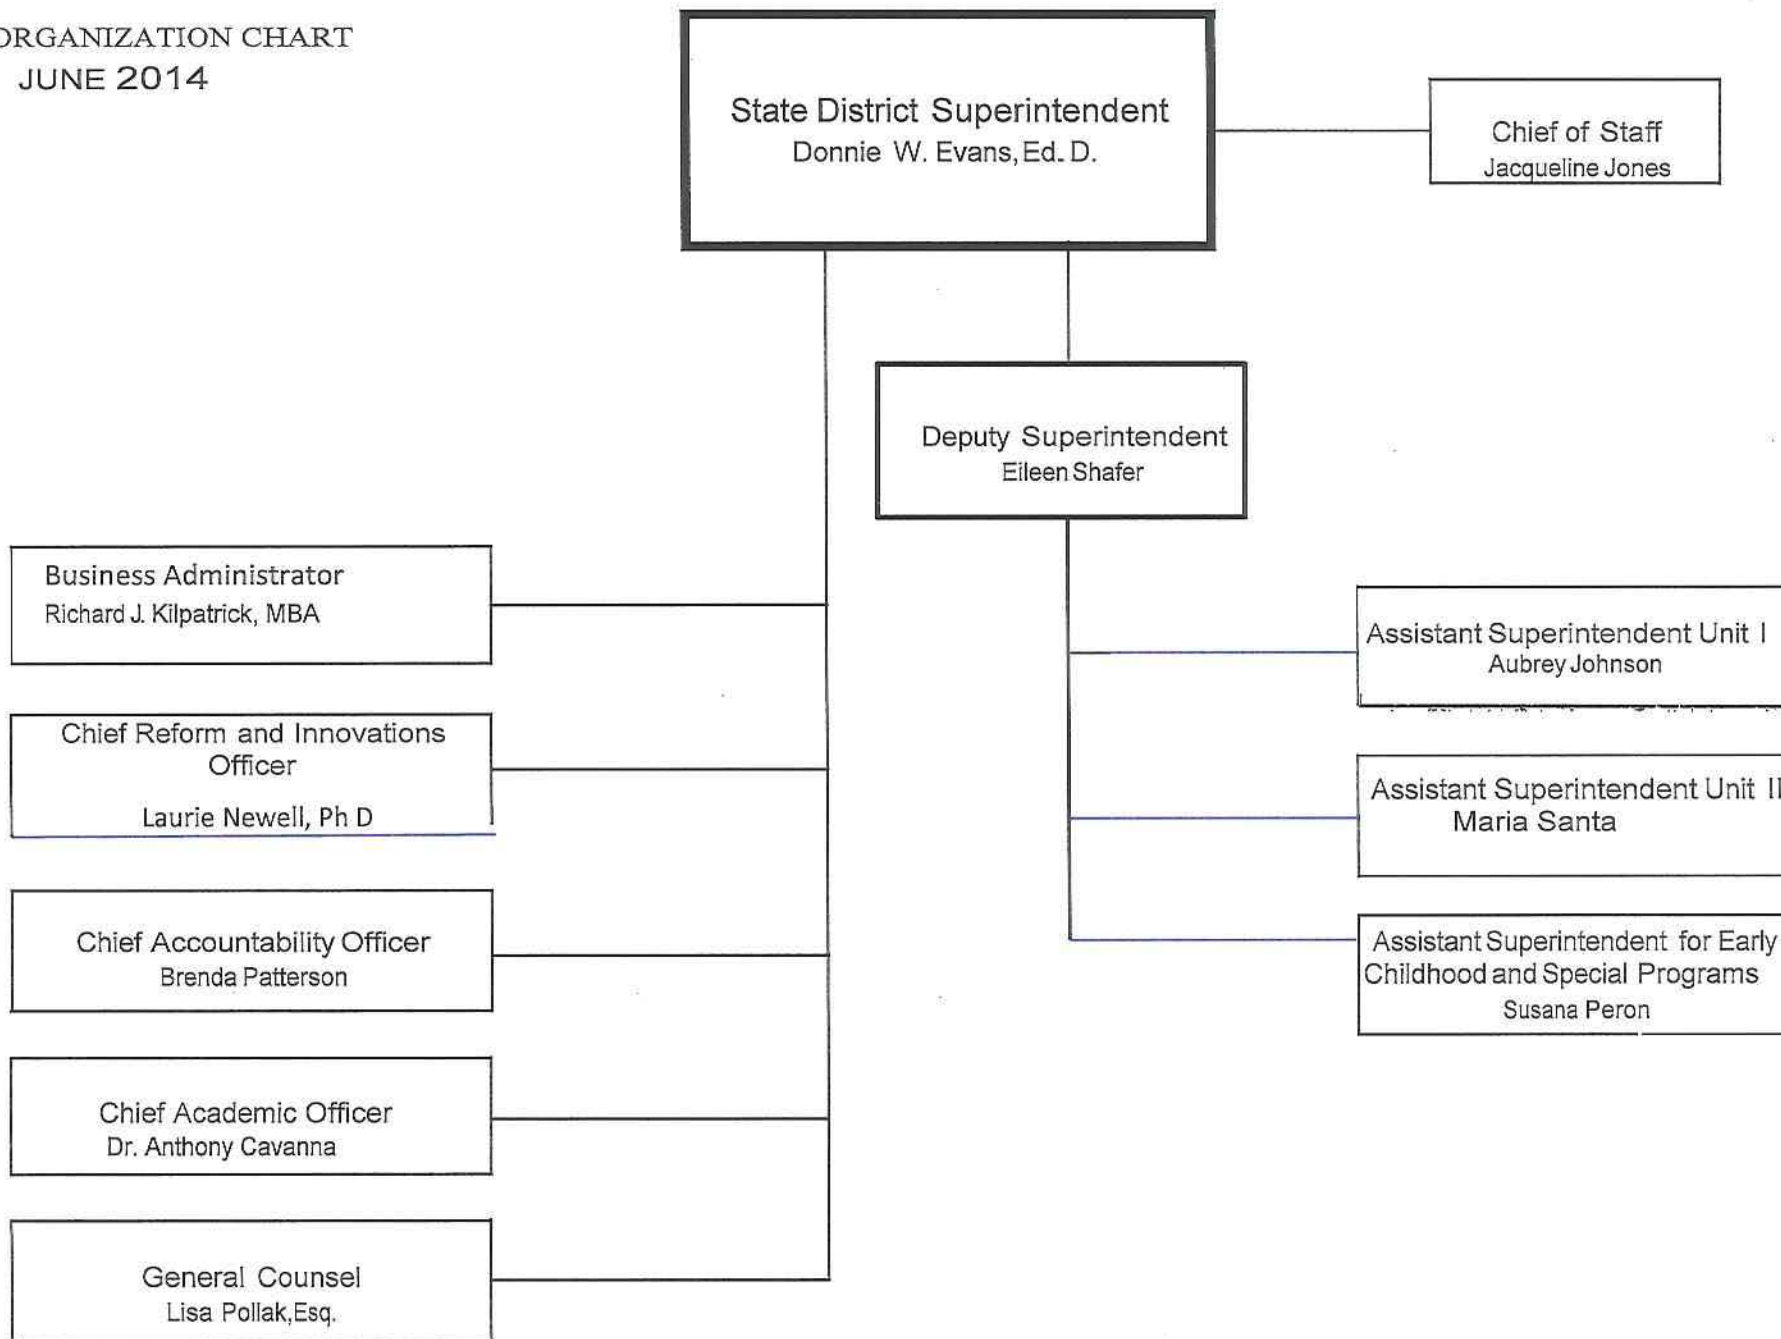 ORGANIZATION CHART
JUNE 2014
State District Superintendent
Donnie W. Evans, Ed. D.
Chief of Staff
Jacqueline Jones
Deputy Superintendent
Eileen Shafer
Business Administrator
Richard J. Kilpatrick, MBA
Chief Reform and Innovations
Officer
Laurie Newell, Ph D
Chief Accountability Officer
Brenda Patterson
Chief Academic Officer
Dr. Anthony Cavanna
General Counsel
Lisa Pollak,Esq.
Assistant Superintendent Unit I
Aubrey Johnson
Assistant Superintendent Unit II
Maria Santa
Assistant Superintendent for Early
Childhood and Special Programs
Susana Peron